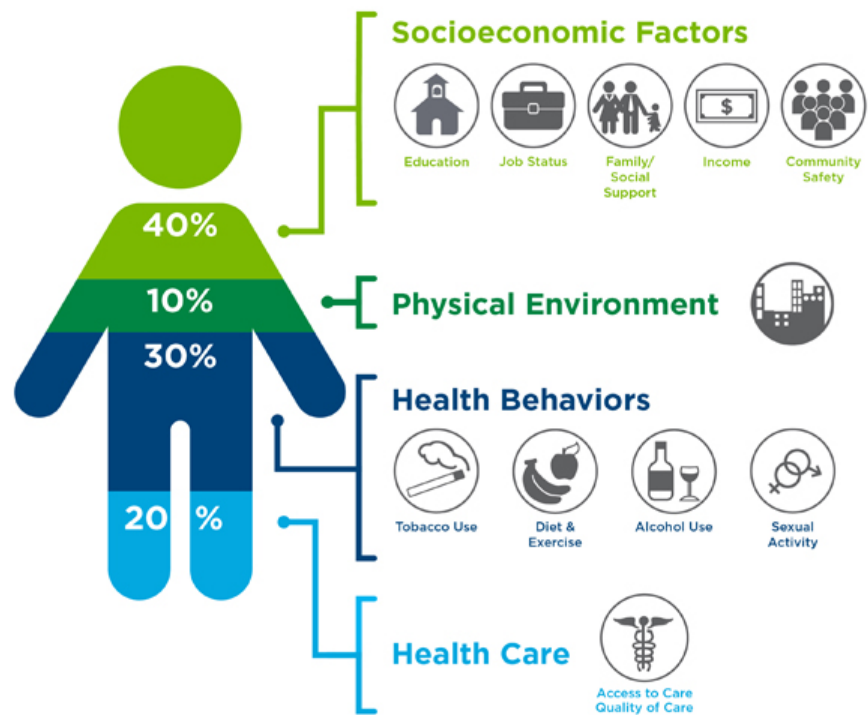 Socioeconomic Factors
$
Education
Job Status
Family/
Social
Support
Income
Community
Safety
40%
10%
Physical Environment
30%
Health Behaviors
Tobacco Use
Diet &
Exercise
Alcohol Use
Sexual
Activity
20 %
Health Care
Access to Care
Quality of Care